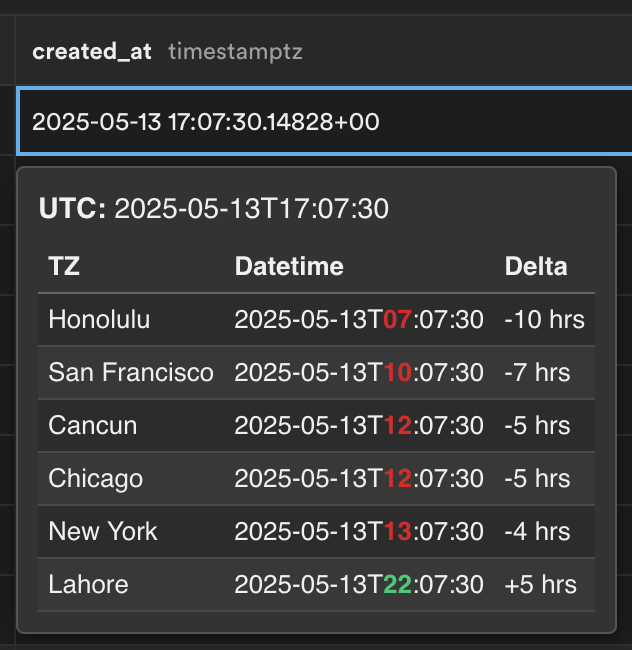 created_at timestamptz
2025-05-13 17:07:30.14828+00
UTC: 2025-05-13T17:07:30
TZ Datetime Delta
Honolulu 2025-05-13T07:07:30 -10 hrs
San Francisco 2025-05-13T10:07:30 -7 hrs
Cancun 2025-05-13T12:07:30 -5 hrs
Chicago 2025-05-13T12:07:30 -5 hrs
New York 2025-05-13T13:07:30 -4 hrs
Lahore 2025-05-13T22:07:30 +5 hrs